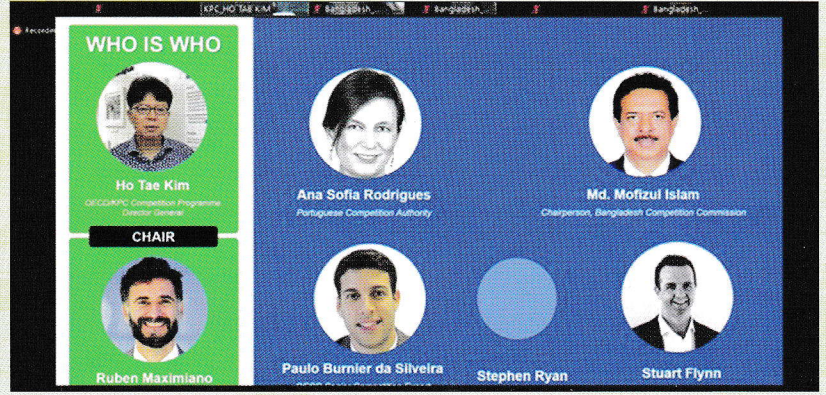 KPC_HO TAE KIM
Bangladesh_...
Bangladesh_...
Bangladesh_...
WHO IS WHO
Ho Tae Kim
OECD/KPC Competition Programme
Director General
CHAIR
Ruben Maximiano
Ana Sofia Rodrigues
Portuguese Competition Authority
Md. Mofizul Islam
Chairperson, Bangladesh Competition Commission
Paulo Burnier da Silveira
Stephen Ryan
Stuart Flynn